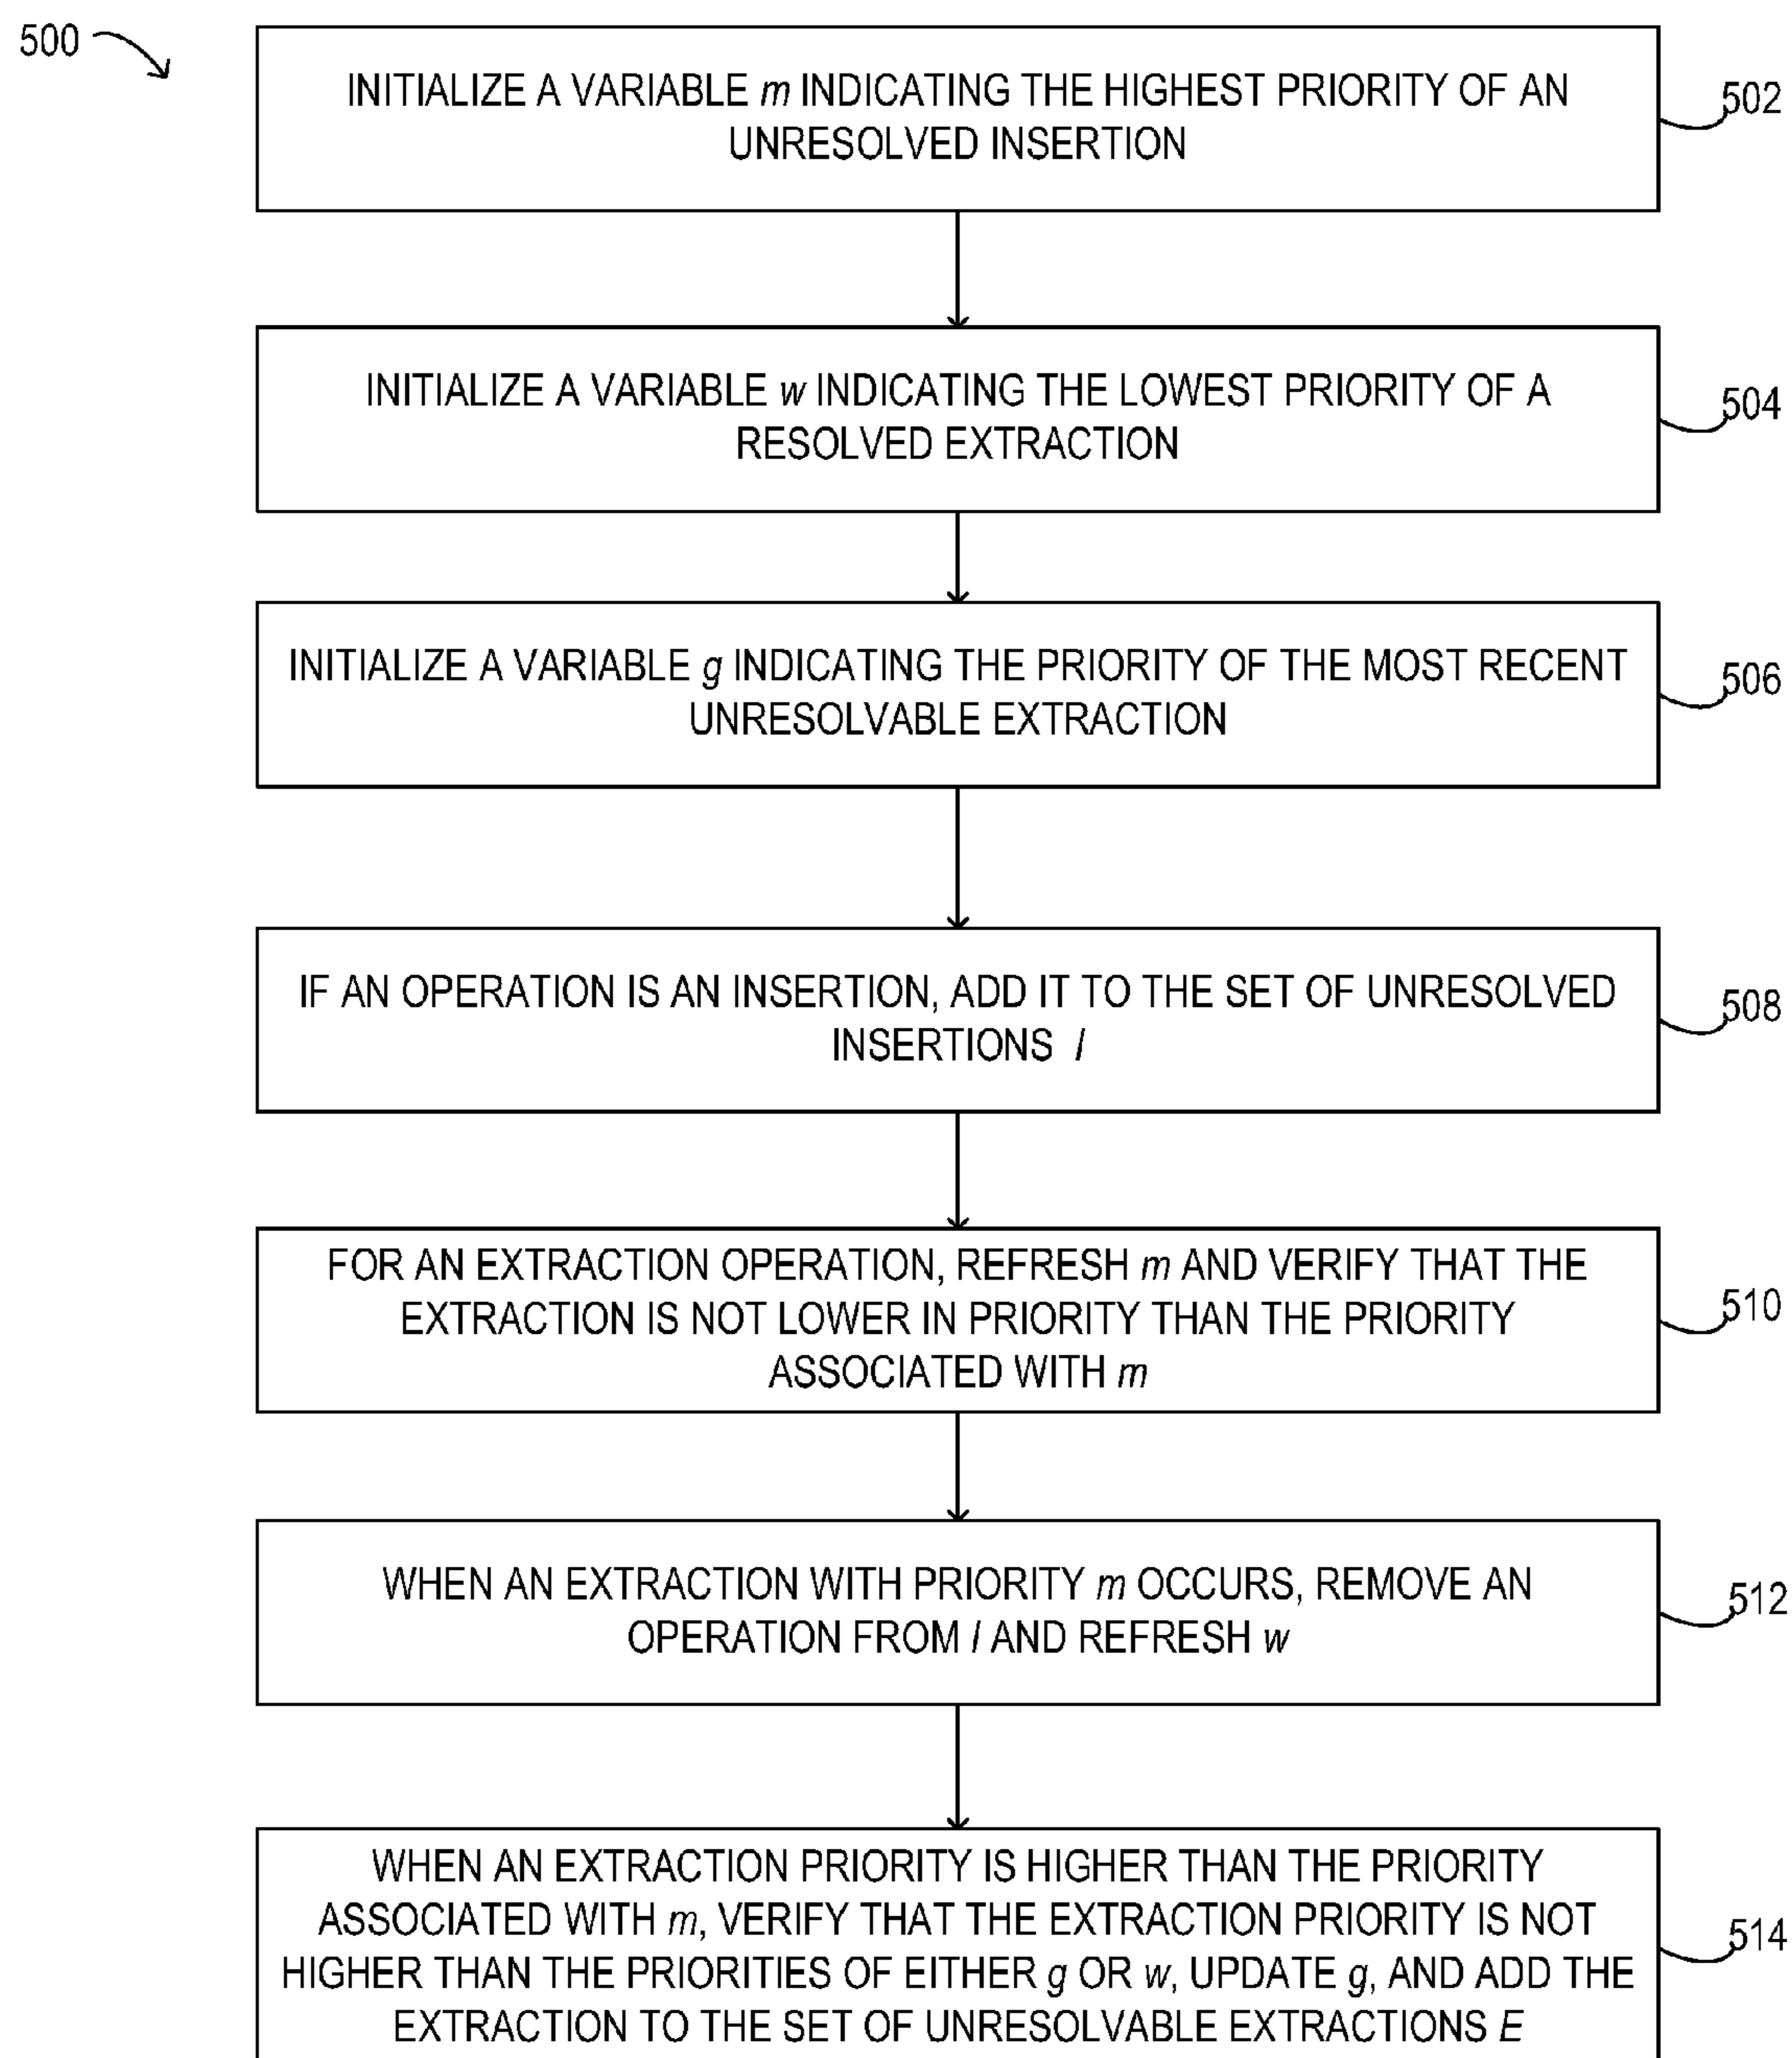 500
INITIALIZE A VARIABLE m INDICATING THE HIGHEST PRIORITY OF AN
UNRESOLVED INSERTION
502
INITIALIZE A VARIABLE w INDICATING THE LOWEST PRIORITY OF A
RESOLVED EXTRACTION
504
INITIALIZE A VARIABLE g INDICATING THE PRIORITY OF THE MOST RECENT
UNRESOLVABLE EXTRACTION
506
IF AN OPERATION IS AN INSERTION, ADD IT TO THE SET OF UNRESOLVED
INSERTIONS I
508
FOR AN EXTRACTION OPERATION, REFRESH m AND VERIFY THAT THE
EXTRACTION IS NOT LOWER IN PRIORITY THAN THE PRIORITY
ASSOCIATED WITH m
510
WHEN AN EXTRACTION WITH PRIORITY m OCCURS, REMOVE AN
OPERATION FROM I AND REFRESH w
512
WHEN AN EXTRACTION PRIORITY IS HIGHER THAN THE PRIORITY
ASSOCIATED WITH m, VERIFY THAT THE EXTRACTION PRIORITY IS NOT
HIGHER THAN THE PRIORITIES OF EITHER g OR w, UPDATE g, AND ADD THE
EXTRACTION TO THE SET OF UNRESOLVABLE EXTRACTIONS E
514